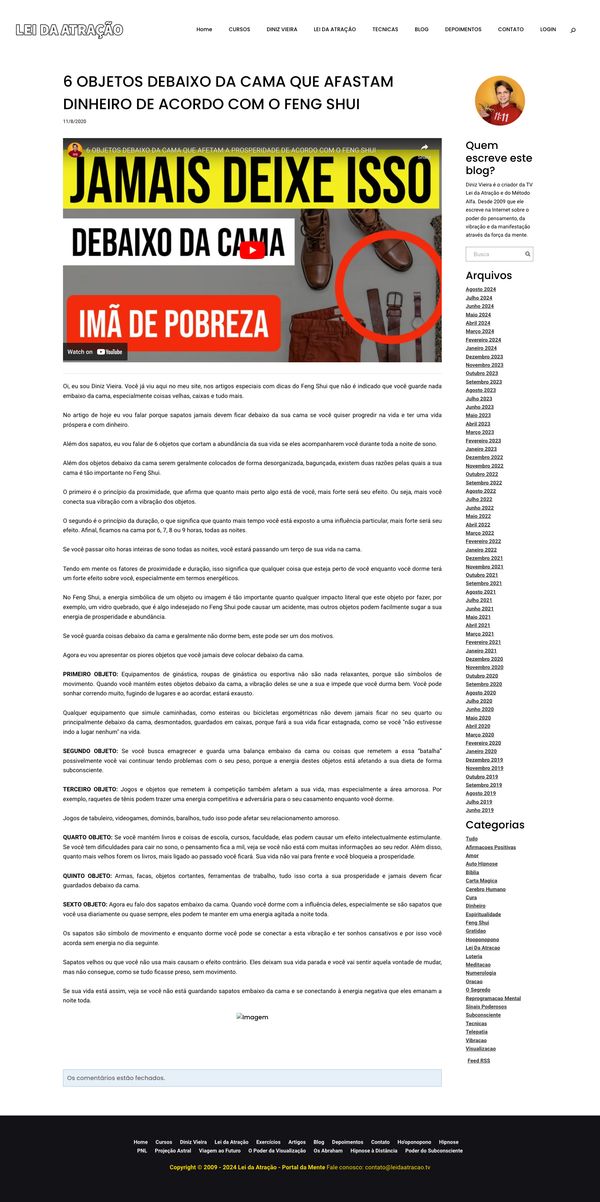 LEI DA ATRAÇÃO
Home CURSOS DINIZ VIEIRA LEI DA ATRAÇÃO TECNICAS BLOG DEPOIMENTOS CONTATO LOGIN
6 OBJETOS DEBAIXO DA CAMA QUE AFASTAM
DINHEIRO DE ACORDO COM O FENG SHUI
11/8/2020
6 OBJETOS DEBAIXO DA CAMA QUE AFETAM A PROSPERIDADE DE ACORDO COM O FENG SHUI
JAMAIS DEIXE ISSO
DEBAIXO DA CAMA
IMÃ DE POBREZA
Watch on YouTube
Oi, eu sou Diniz Vieira. Você já viu aqui no meu site, nos artigos especiais com dicas do Feng Shui que não é indicado que você guarde nada
embaixo da cama, especialmente coisas velhas, caixas e tudo mais.
No artigo de hoje eu vou falar porque sapatos jamais devem ficar debaixo da sua cama se você quiser progredir na vida e ter uma vida
próspera e com dinheiro.
Além dos sapatos, eu vou falar de 6 objetos que cortam a abundância da sua vida se eles acompanharem você durante toda a noite de sono.
Além dos objetos debaixo da cama serem geralmente colocados de forma desorganizada, bagunçada, existem duas razões pelas quais a sua
cama é tão importante no Feng Shui.
O primeiro é o princípio da proximidade, que afirma que quanto mais perto algo está de você, mais forte será seu efeito. Ou seja, mais você
conecta sua vibração com a vibração dos objetos.
O segundo é o princípio da duração, o que significa que quanto mais tempo você está exposto a uma influência particular, mais forte será seu
efeito. Afinal, ficamos na cama por 6, 7, 8 ou 9 horas, todas as noites.
Se você passar oito horas inteiras de sono todas as noites, você estará passando um terço de sua vida na cama.
Tendo em mente os fatores de proximidade e duração, isso significa que qualquer coisa que esteja perto de você enquanto você dorme terá
um forte efeito sobre você, especialmente em termos energéticos.
No Feng Shui, a energia simbólica de um objeto ou imagem é tão importante quanto qualquer impacto literal que este objeto por fazer, por
exemplo, um vidro quebrado, que é algo indesejado no Feng Shui pode causar um acidente, mas outros objetos podem facilmente sugar a sua
energia de prosperidade e abundância.
Se você guarda coisas debaixo da cama e geralmente não dorme bem, este pode ser um dos motivos.
Agora eu vou apresentar os piores objetos que você jamais deve colocar debaixo da cama.
PRIMEIRO OBJETO: Equipamentos de ginástica, roupas de ginástica ou esportiva não são nada relaxantes, porque são símbolos de
movimento. Quando você mantém estes objetos debaixo da cama, a vibração deles se une a sua e impede que você durma bem. Você pode
sonhar correndo muito, fugindo de lugares e ao acordar, estará exausto.
Qualquer equipamento que simule caminhadas, como esteiras ou bicicletas ergométricas não devem jamais ficar no seu quarto ou
principalmente debaixo da cama, desmontados, guardados em caixas, porque fará a sua vida ficar estagnada, como se você "não estivesse
indo a lugar nenhum" na vida.
SEGUNDO OBJETO: Se você busca emagrecer e guarda uma balança embaixo da cama ou coisas que remetem a essa “batalha”
possivelmente você vai continuar tendo problemas com o seu peso, porque a energia destes objetos está afetando a sua dieta de forma
subconsciente.
TERCEIRO OBJETO: Jogos e objetos que remetem à competição também afetam a sua vida, mas especialmente a área amorosa. Por
exemplo, raquetes de tênis podem trazer uma energia competitiva e adversária para o seu casamento enquanto você dorme.
Jogos de tabuleiro, videogames, dominós, baralhos, tudo isso pode afetar seu relacionamento amoroso.
QUARTO OBJETO: Se você mantém livros e coisas de escola, cursos, faculdade, elas podem causar um efeito intelectualmente estimulante.
Se você tem dificuldades para cair no sono, o pensamento fica a mil, veja se você não está com muitas informações ao seu redor. Além disso,
quanto mais velhos forem os livros, mais ligado ao passado você ficará. Sua vida não vai para frente e você bloqueia a prosperidade.
QUINTO OBJETO: Armas, facas, objetos cortantes, ferramentas de trabalho, tudo isso corta a sua prosperidade e jamais devem ficar
guardados debaixo da cama.
SEXTO OBJETO: Agora eu falo dos sapatos embaixo da cama. Quando você dorme com a influência deles, especialmente se são sapatos que
você usa diariamente ou quase sempre, eles podem te manter em uma energia agitada a noite toda.
Os sapatos são símbolo de movimento e enquanto dorme você pode se conectar a esta vibração e ter sonhos cansativos e por isso você
acorda sem energia no dia seguinte.
Sapatos velhos ou que você não usa mais causam o efeito contrário. Eles deixam sua vida parada e você vai sentir aquela vontade de mudar,
mas não consegue, como se tudo ficasse preso, sem movimento.
Se sua vida está assim, veja se você não está guardando sapatos embaixo da cama e se conectando à energia negativa que eles emanam a
noite toda.
Imagem
Os comentários estão fechados.
11:11
Quem
escreve este
blog?
Diniz Vieira é o criador da TV
Lei da Atração e do Método
Alfa. Desde 2009 que ele
escreve na Internet sobre o
poder do pensamento, da
vibração e da manifestação
através da força da mente.
Busca
Arquivos
Agosto 2024
Julho 2024
Junho 2024
Maio 2024
Abril 2024
Março 2024
Fevereiro 2024
Janeiro 2024
Dezembro 2023
Novembro 2023
Outubro 2023
Setembro 2023
Agosto 2023
Julho 2023
Junho 2023
Maio 2023
Abril 2023
Março 2023
Fevereiro 2023
Janeiro 2023
Dezembro 2022
Novembro 2022
Outubro 2022
Setembro 2022
Agosto 2022
Julho 2022
Junho 2022
Maio 2022
Abril 2022
Março 2022
Fevereiro 2022
Janeiro 2022
Dezembro 2021
Novembro 2021
Outubro 2021
Setembro 2021
Agosto 2021
Julho 2021
Junho 2021
Maio 2021
Abril 2021
Março 2021
Fevereiro 2021
Janeiro 2021
Dezembro 2020
Novembro 2020
Outubro 2020
Setembro 2020
Agosto 2020
Julho 2020
Junho 2020
Maio 2020
Abril 2020
Março 2020
Fevereiro 2020
Janeiro 2020
Dezembro 2019
Novembro 2019
Outubro 2019
Setembro 2019
Agosto 2019
Julho 2019
Junho 2019
Categorias
Tudo
Afirmacoes Positivas
Amor
Auto Hipnose
Bíblia
Carta Magica
Cerebro Humano
Cura
Dinheiro
Espiritualidade
Feng Shui
Gratidao
Hooponopono
Lei Da Atracao
Loteria
Meditacao
Numerologia
Oracao
O Segredo
Reprogramacao Mental
Sinais Poderosos
Subconsciente
Tecnicas
Telepatia
Vibracao
Visualizacao
Feed RSS
Home Cursos Diniz Vieira Lei da Atração Exercícios Artigos Blog Depoimentos Contato Ho'oponopono Hipnose
PNL Projeção Astral Viagem ao Futuro O Poder da Visualização Os Abraham Hipnose à Distância Poder do Subconsciente
Copyright © 2009 - 2024 Lei da Atração - Portal da Mente Fale conosco: contato@leidaatracao.tv